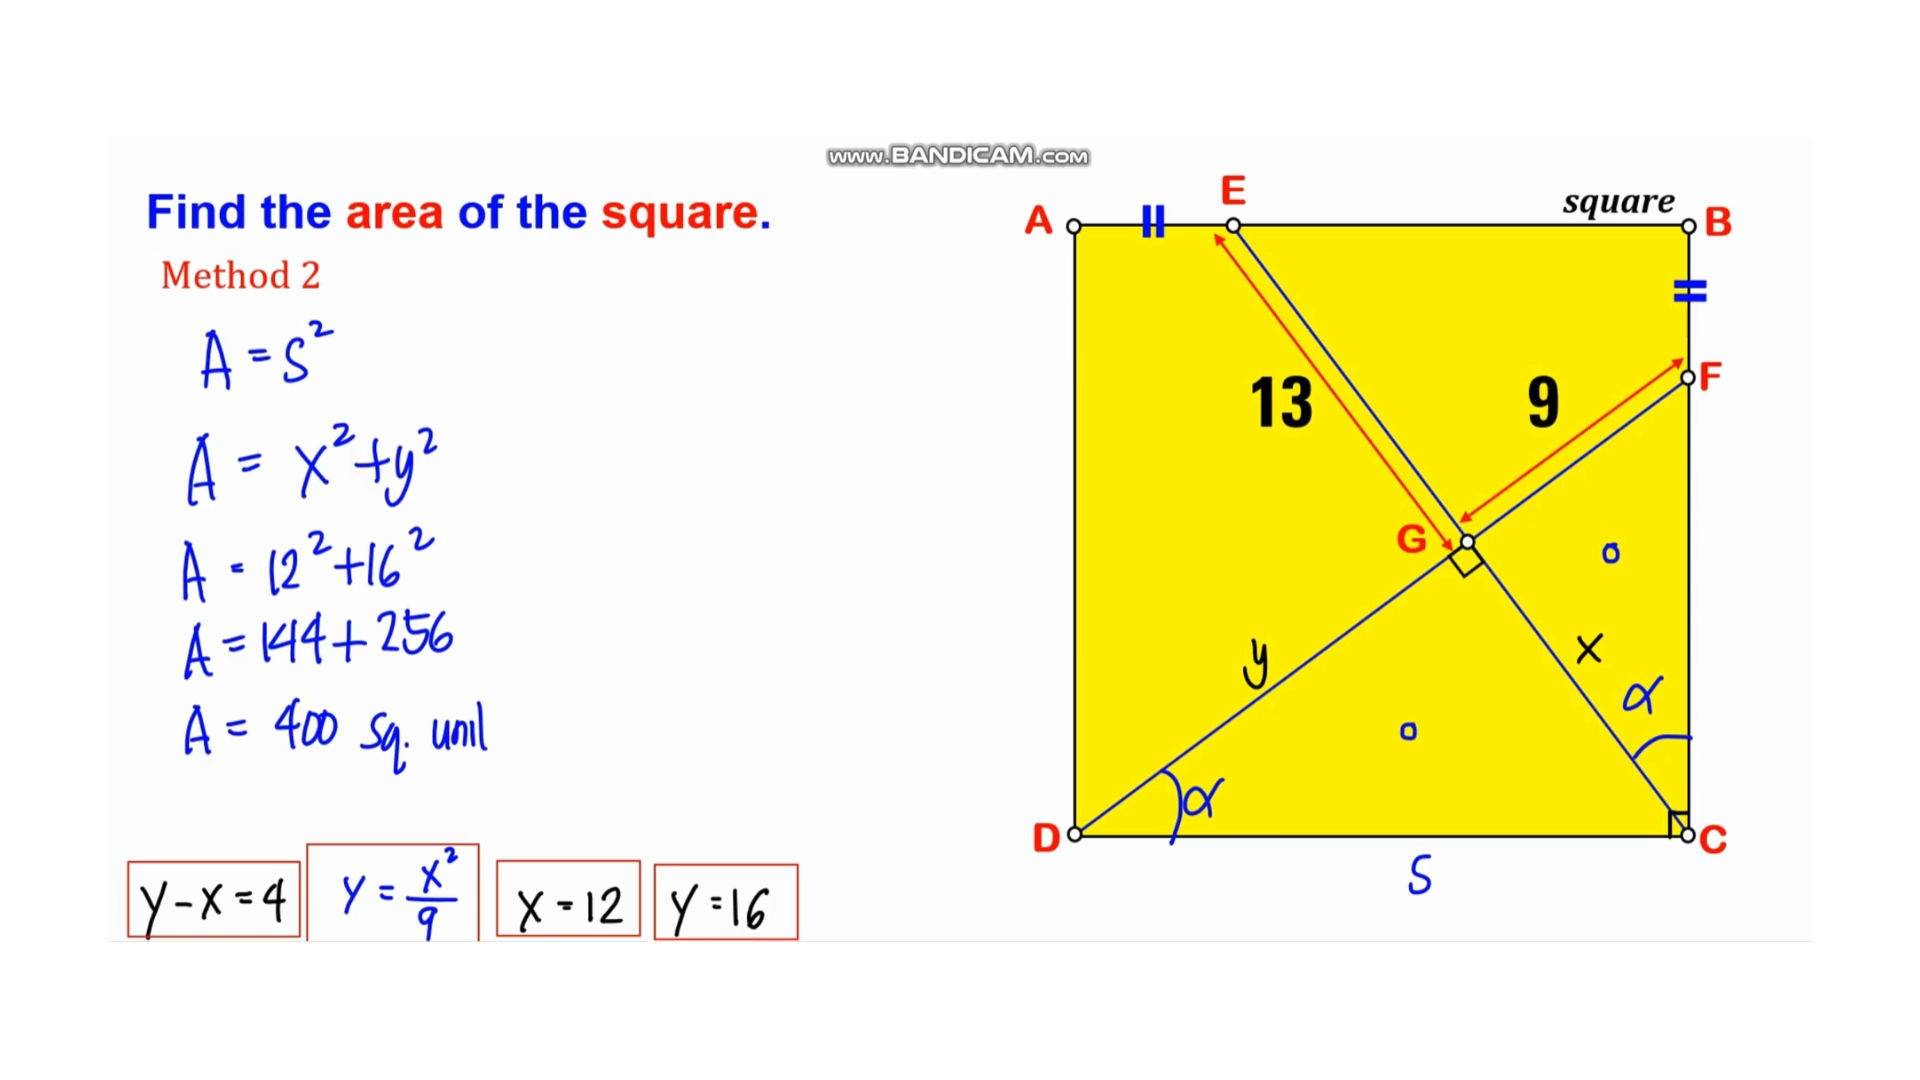 www.BANDICAM.com
Find the area of the square.
Method 2
A = S²
A = x² + y²
A = 12² + 16²
A = 144 + 256
A = 400 sq. unit
y - x = 4
y = x²/9
x = 12
y = 16
square
A
E
B
F
13
9
G
y
x
α
α
D
C
S